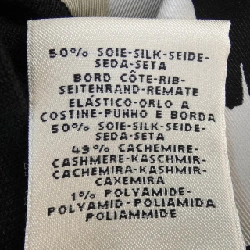 50% SOIE-SILK-SEIDE-
SEDA-SETA
BORD CÔTE-RIB-
SEITENRAND-REMATE
ELÁSTICO-ORLO A
COSTINE-PUNHO E BORDA
50% SOIE-SILK-SEIDE-
SEDA-SETA
49% CACHEMIRE-
CASHMERE-KASCHMIR-
CACHEMIRA-KASHMIR-
CAXEMIRA
1% POLYAMIDE-
POLYAMID-POLIAMIDA
POLIAMMIDE